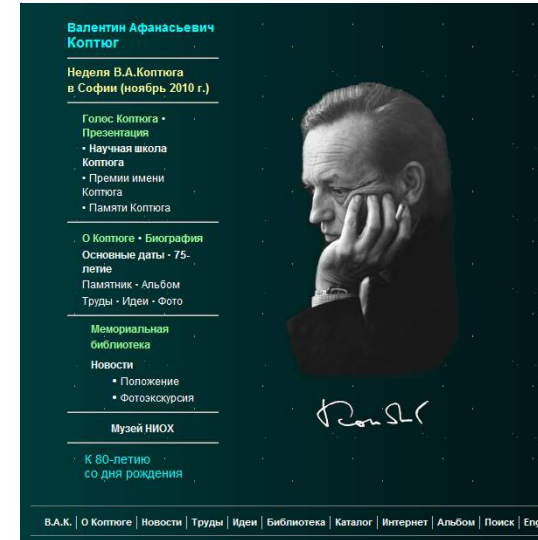 Валентин Афанасьевич
Коптюг
Неделя В.А.Коптюга
в Софии (ноябрь 2010 г.)
Голос Коптюга •
Презентация
• Научная школа
Коптюга
• Премии имени
Коптюга
• Памяти Коптюга
О Коптюге • Биография
Основные даты • 75-
летие
Памятник • Альбом
Труды • Идеи • Фото
Мемориальная
библиотека
Новости
• Положение
• Фотоэкскурсия
Музей НИОХ
К 80-летию
со дня рождения
В.А.К. | О Коптюге | Новости | Труды | Идеи | Библиотека | Каталог | Интернет | Альбом | Поиск | Eng